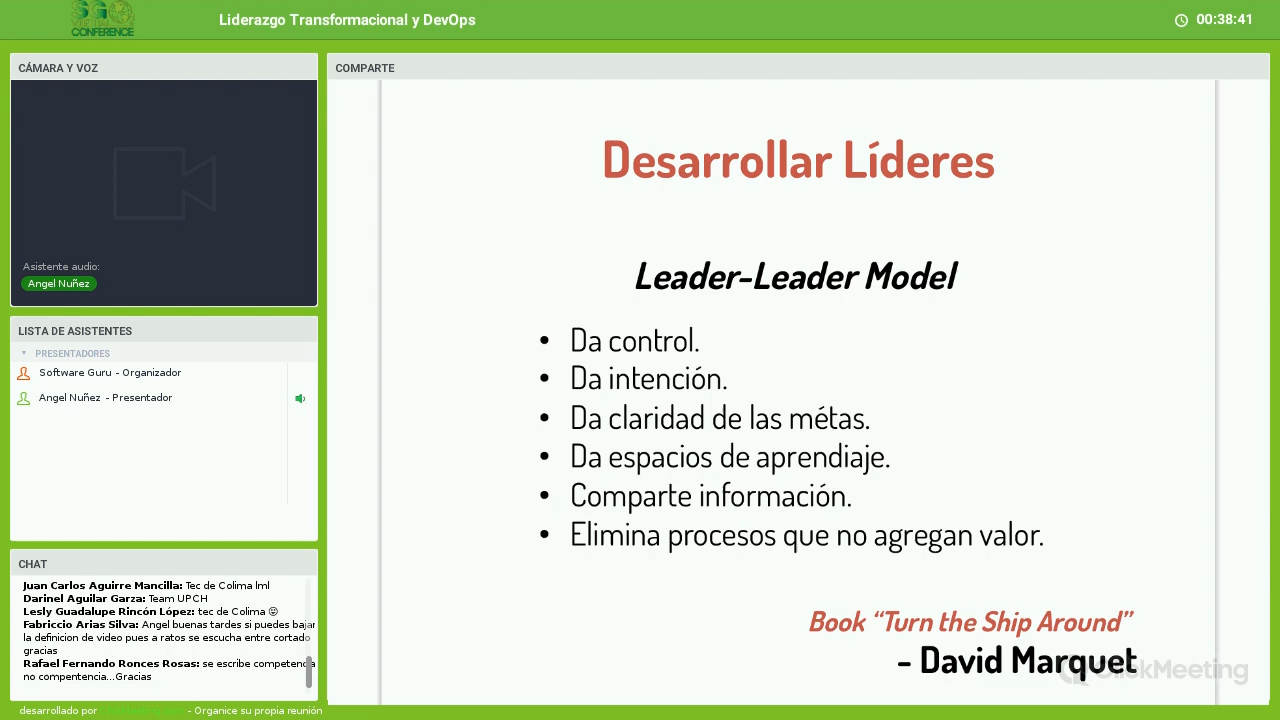 SG
VIRTUAL
CONFERENCE
Liderazgo Transformacional y DevOps
00:38:41
CÁMARA Y VOZ
Asistente audio:
Angel Nuñez
LISTA DE ASISTENTES
PRESENTADORES
Software Guru - Organizador
Angel Nuñez - Presentador
CHAT
Juan Carlos Aguirre Mancilla: Tec de Colima lml
Darinel Aguilar Garza: Team UPCH
Lesly Guadalupe Rincón López: tec de Colima
Fabriccio Arias Silva: Angel buenas tardes si puedes bajar
la definicion de video pues a ratos se escucha entre cortado
gracias
Rafael Fernando Ronces Rosas: se escribe competencia
no compentencia...Gracias
desarrollado por - Organice su propia reunión
COMPARTE
Desarrollar Líderes
Leader-Leader Model
• Da control.
• Da intención.
• Da claridad de las métas.
• Da espacios de aprendiaje.
• Comparte información.
• Elimina procesos que no agregan valor.
Book “Turn the Ship Around”
- David Marquet
ClickMeeting